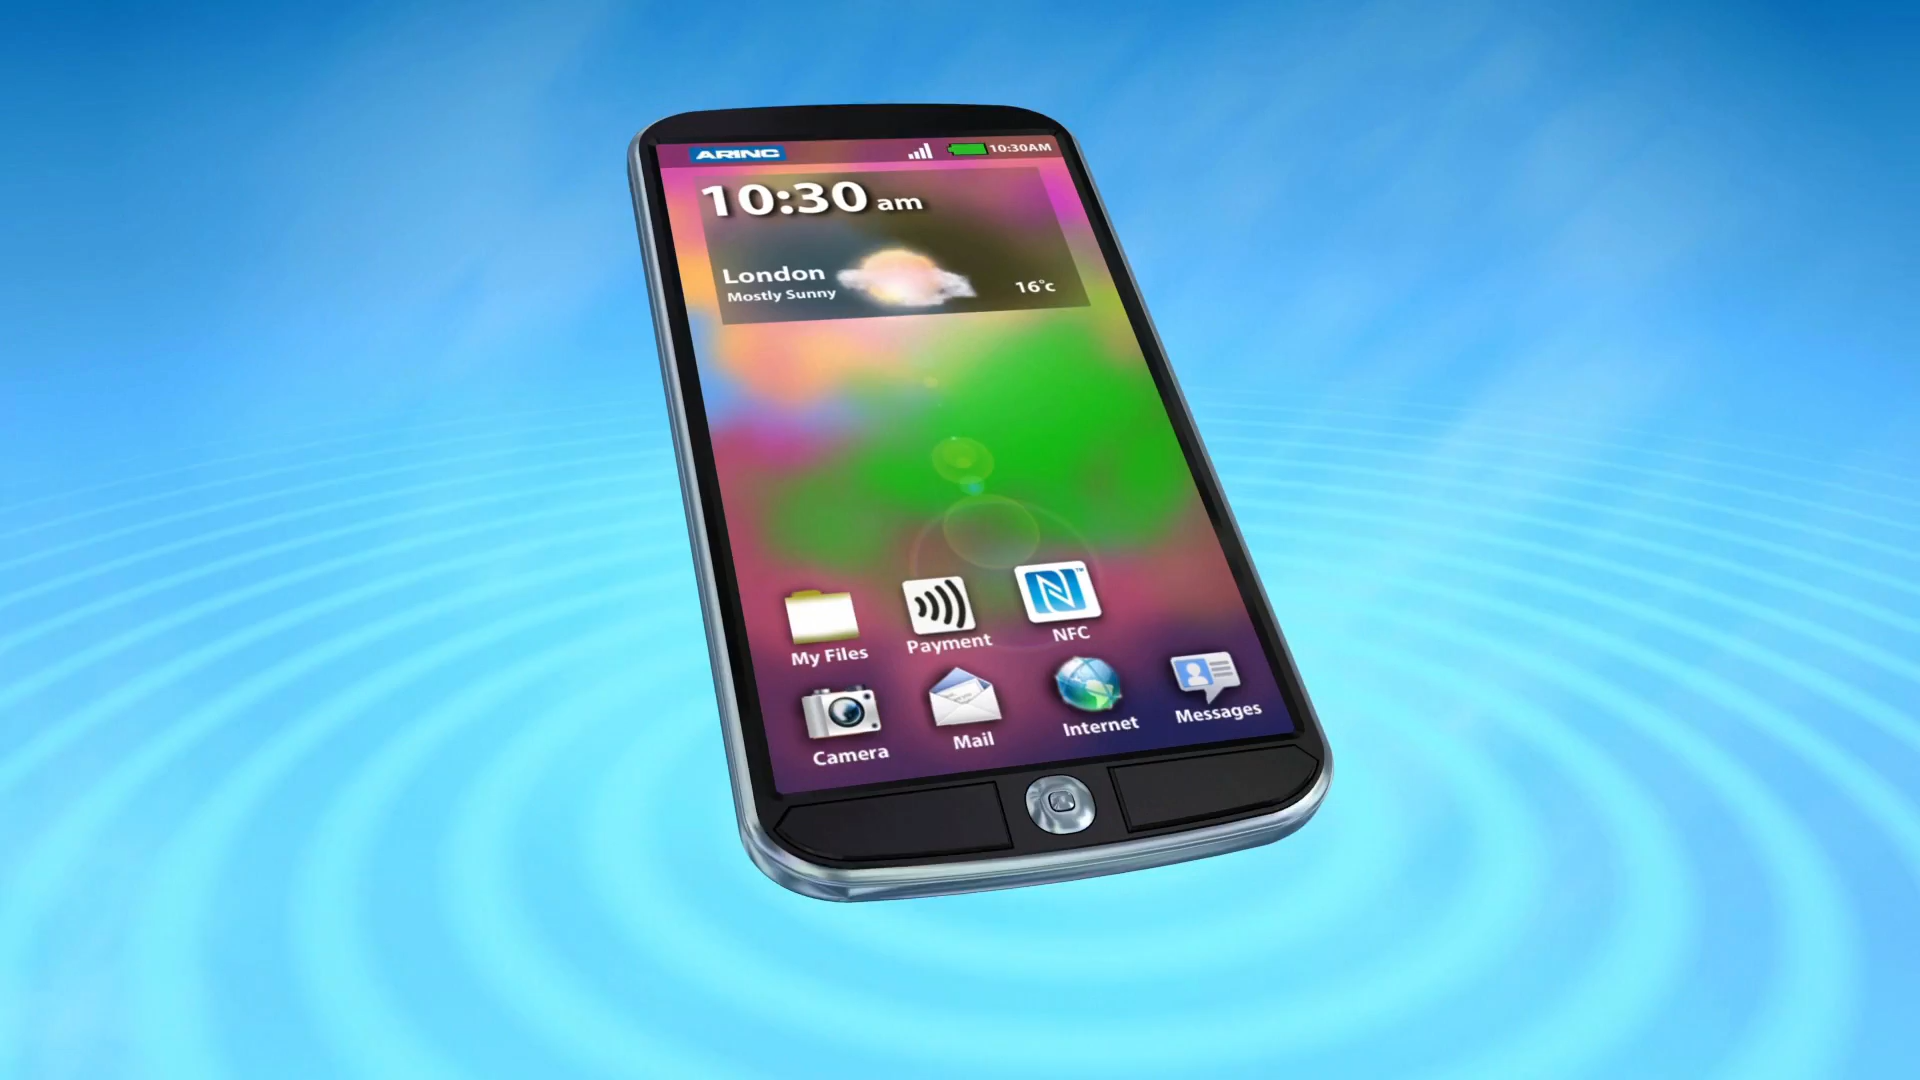 ARINC
10:30AM
10:30 am
London
Mostly Sunny
16°c
My Files
Payment
NFC
Camera
Mail
Internet
Messages